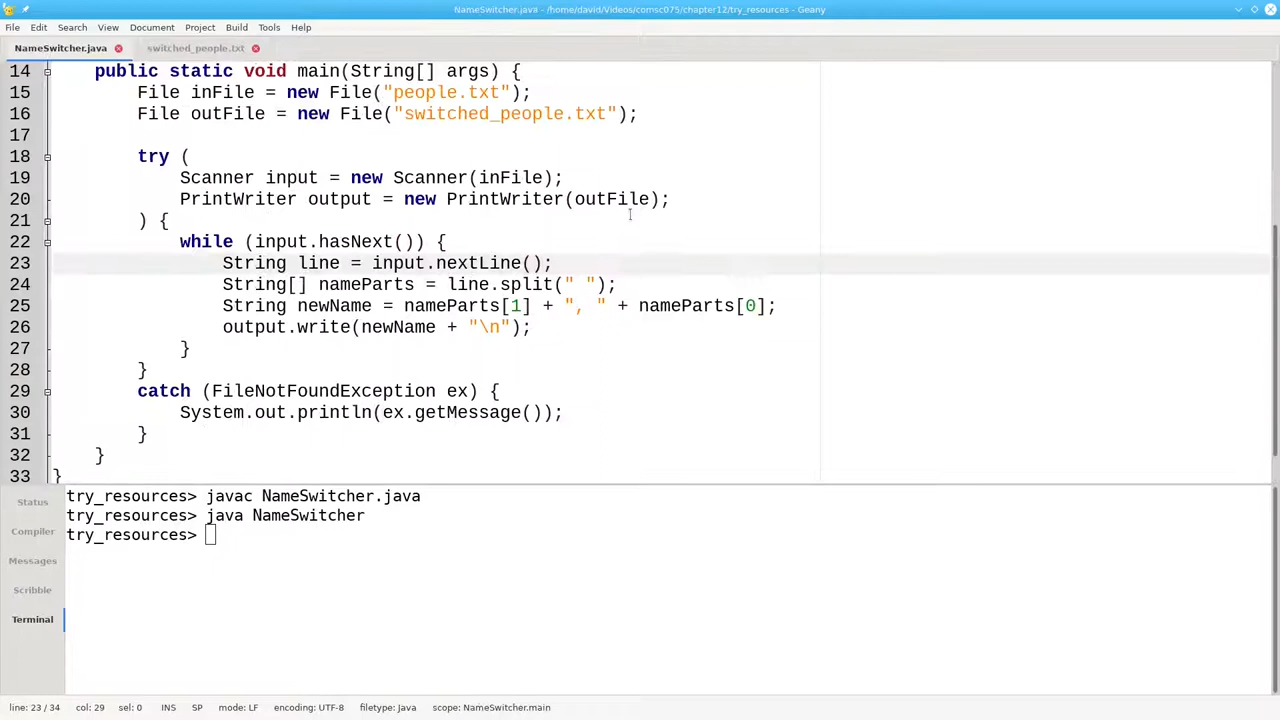 NameSwitcher.java - /home/david/Videos/comsc075/chapter12/try_resources - Geany
File Edit Search View Document Project Build Tools Help
NameSwitcher.java switched_people.txt
14 public static void main(String[] args) {
15 File inFile = new File("people.txt");
16 File outFile = new File("switched_people.txt");
17
18 try (
19 Scanner input = new Scanner(inFile);
20 PrintWriter output = new PrintWriter(outFile);
21 ) {
22 while (input.hasNext()) {
23 String line = input.nextLine();
24 String[] nameParts = line.split(" ");
25 String newName = nameParts[1] + ", " + nameParts[0];
26 output.write(newName + "\n");
27 }
28 }
29 catch (FileNotFoundException ex) {
30 System.out.println(ex.getMessage());
31 }
32 }
33 }
Status
Compiler
Messages
Scribble
Terminal
try_resources> javac NameSwitcher.java
try_resources> java NameSwitcher
try_resources>
line: 23 / 34 col: 29 sel: 0 INS SP mode: LF encoding: UTF-8 filetype: Java scope: NameSwitcher.main